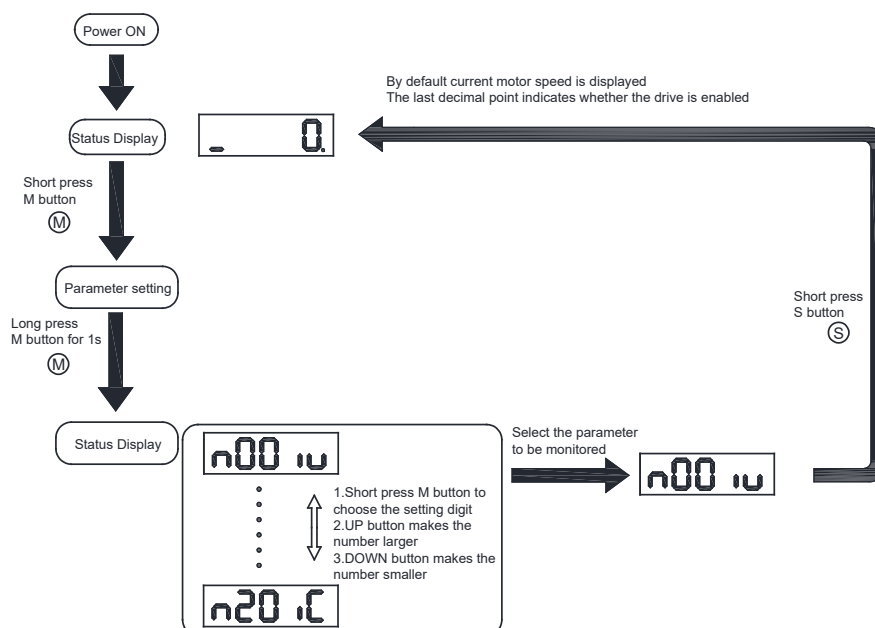 Power ON
By default current motor speed is displayed
The last decimal point indicates whether the drive is enabled
Status Display
_ 0.
Short press
M button
M
Parameter setting
Short press
S button
S
Long press
M button for 1s
M
Status Display
n00 iu
1.Short press M button to
choose the setting digit
2.UP button makes the
number larger
3.DOWN button makes the
number smaller
n20 iC
Select the parameter
to be monitored
n00 iu